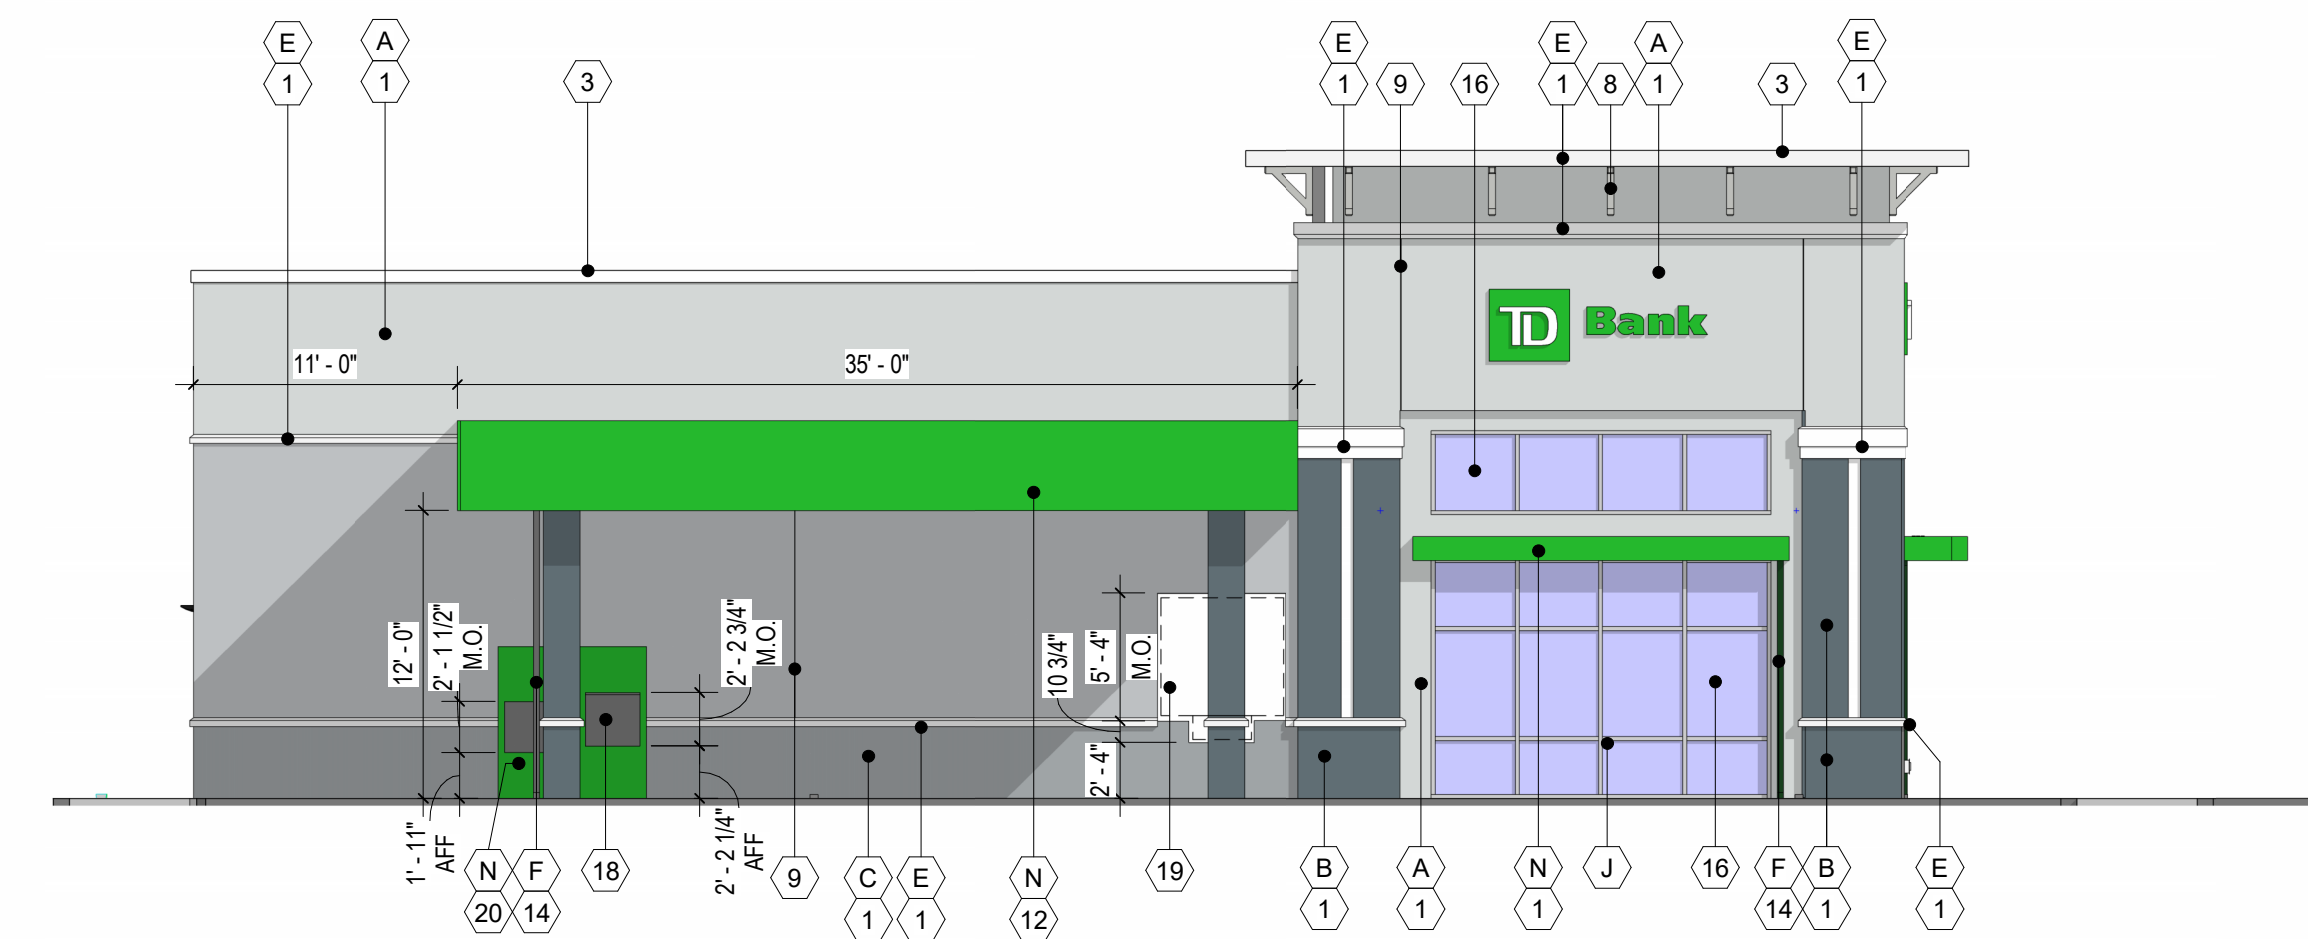 E A E E A E
1 1 3 1 9 16 1 8 1 3 1
TD Bank
11' - 0" 35' - 0"
12' - 0"
2' - 1 1/2"
M.O.
2' - 2 3/4"
M.O.
10 3/4"
5' - 4"
M.O.
2' - 4"
1' - 11"
AFF
2' - 2 1/4"
AFF
N F 18 9 C E N 19 B A N J 16 F B E
20 14 1 1 12 1 1 1 14 1 1